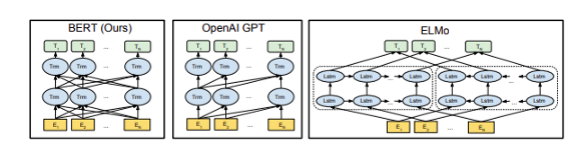 BERT (Ours) OpenAI GPT ELMo
T1 T2 ... TN T1 T2 ... TN T1 T2 ... TN
Trm Trm ... Trm Trm Trm ... Trm Lstm Lstm ... Lstm Lstm Lstm ... Lstm
Trm Trm ... Trm Trm Trm ... Trm Lstm Lstm ... Lstm Lstm Lstm ... Lstm
E1 E2 ... EN E1 E2 ... EN E1 E2 ... EN